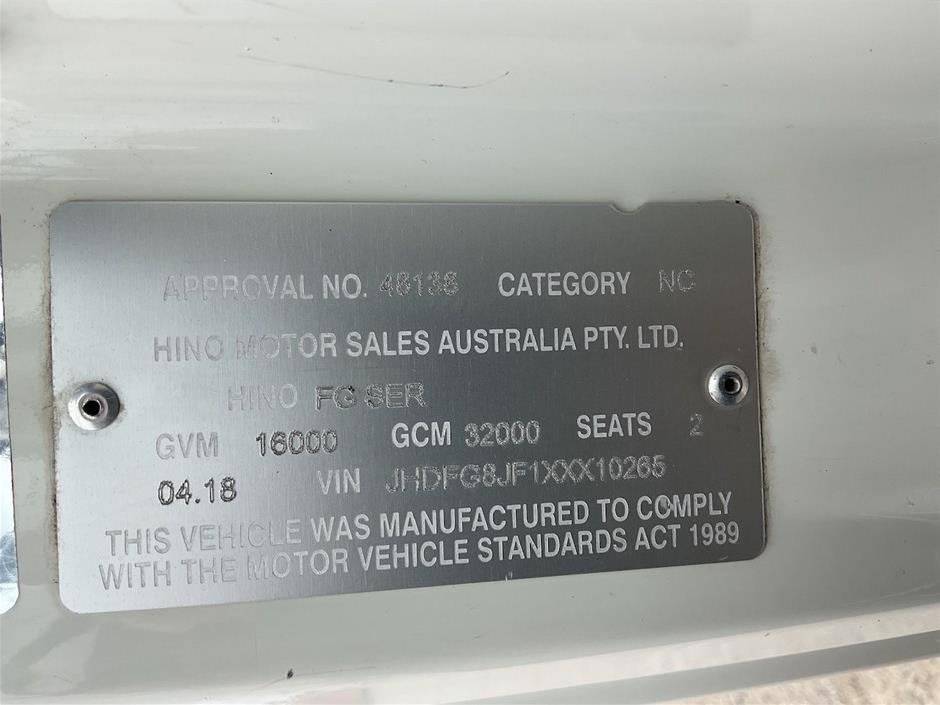 APPROVAL NO. 48138 CATEGORY NC
HINO MOTOR SALES AUSTRALIA PTY. LTD.
HINO FG SER
GVM 16000 GCM 32000 SEATS 2
04.18 VIN JHDFG8JF1XXX10265
THIS VEHICLE WAS MANUFACTURED TO COMPLY
WITH THE MOTOR VEHICLE STANDARDS ACT 1989